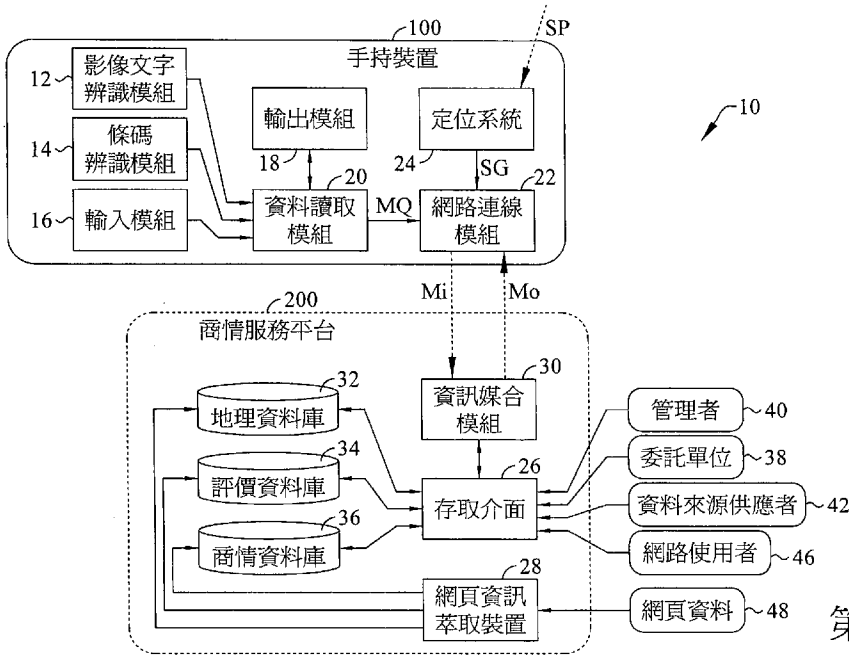 SP
100
手持裝置
10
12
影像文字
辨識模組
輸出模組
18
定位系統
24
14
條碼
辨識模組
SG
20
22
16
輸入模組
資料讀取
模組
MQ
網路連線
模組
Mi
Mo
200
商情服務平台
30
資訊媒合
模組
32
地理資料庫
管理者
40
34
評價資料庫
26
存取介面
委託單位
38
資料來源供應者
42
36
商情資料庫
網路使用者
46
28
網頁資訊
萃取裝置
網頁資料
48
第